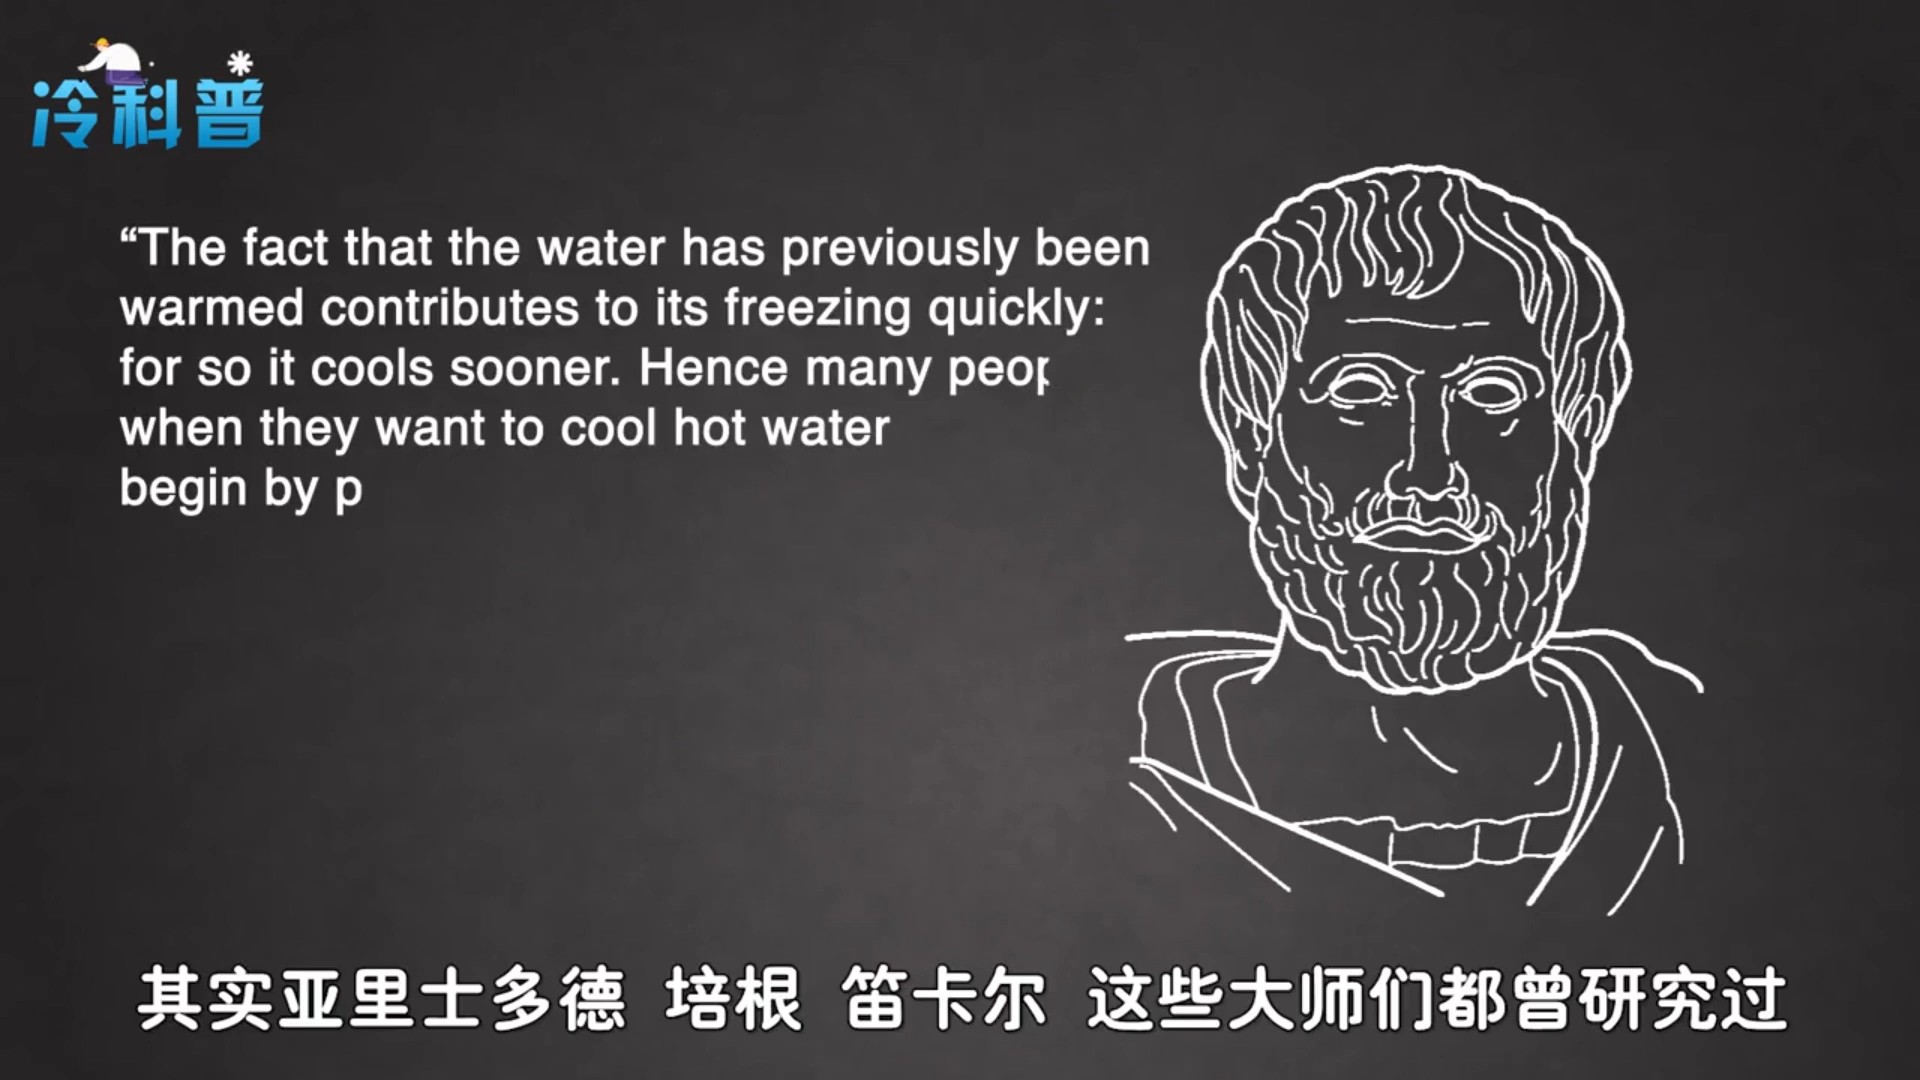 冷科普
“The fact that the water has previously been
warmed contributes to its freezing quickly:
for so it cools sooner. Hence many peop
when they want to cool hot water
begin by p
其实亚里士多德 培根 笛卡尔 这些大师们都曾研究过